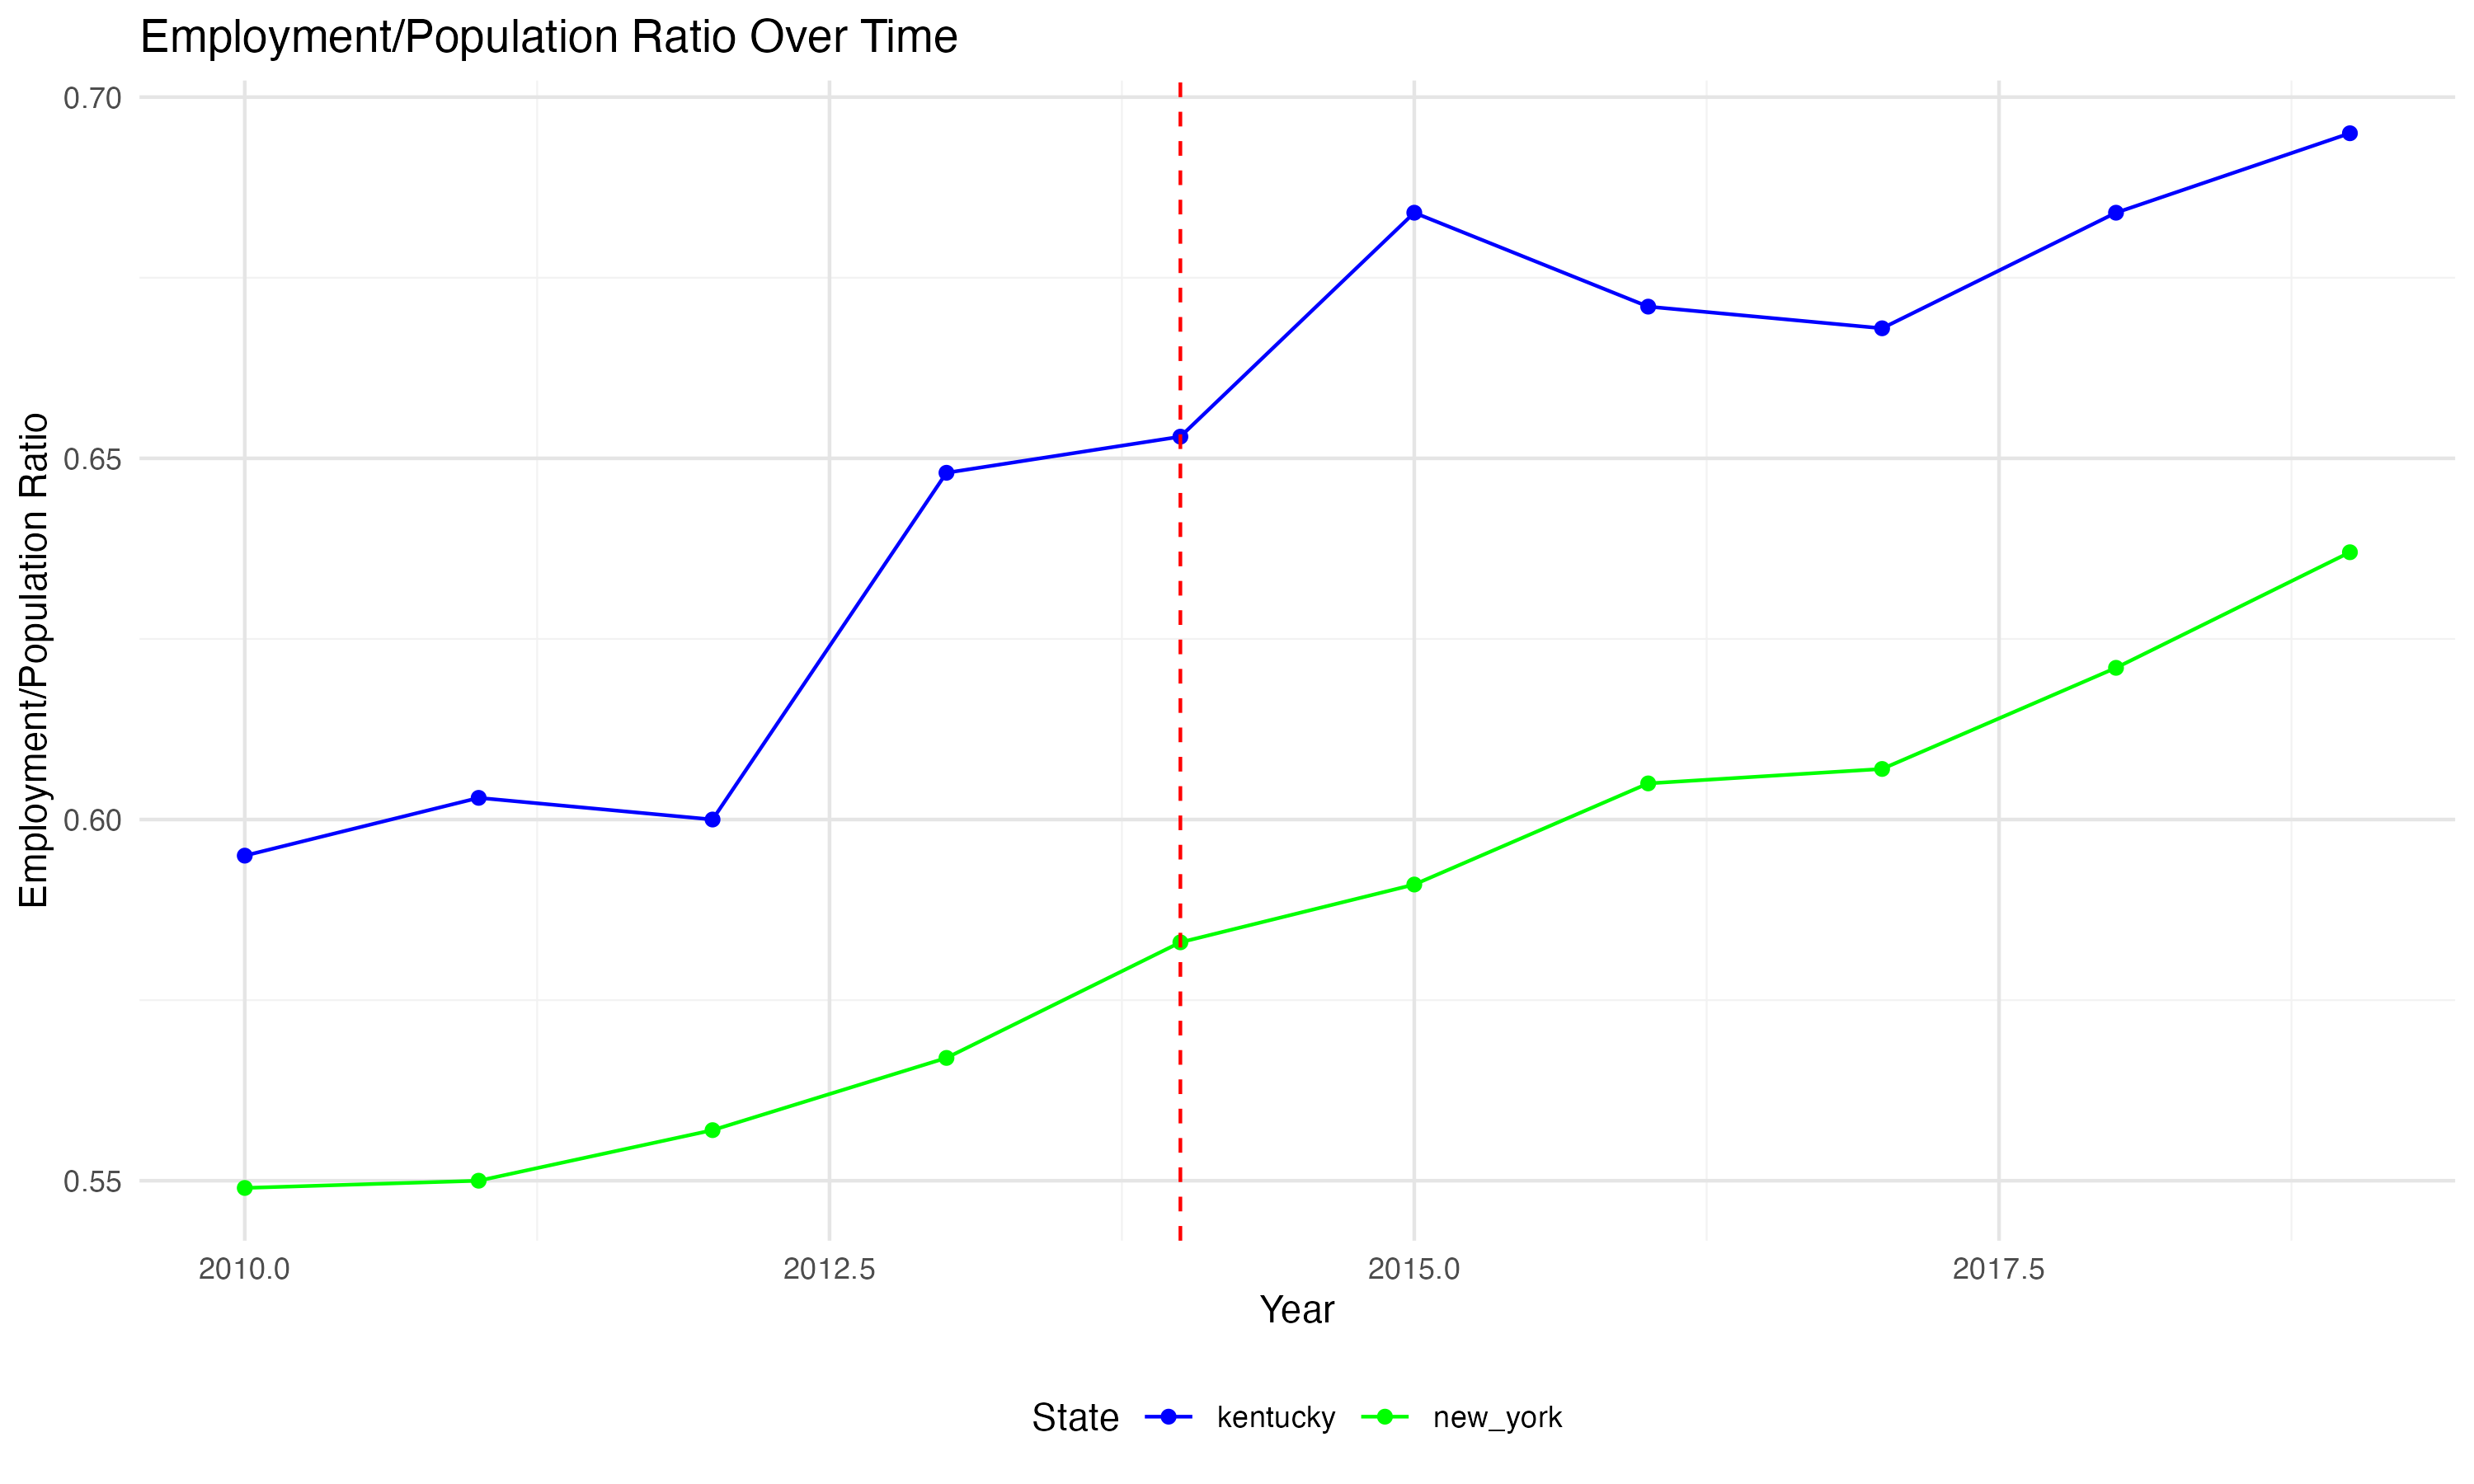 Employment/Population Ratio Over Time
Employment/Population Ratio
0.70
0.65
0.60
0.55
2010.0 2012.5 2015.0 2017.5
Year
State kentucky new_york